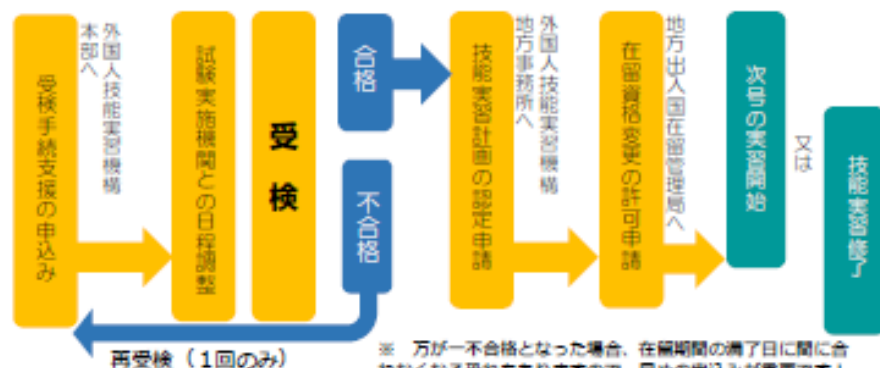 受検手続支援の申込み
外国人技能実習機構
本部へ
試験実施機関との日程調整
受検
合格
不合格
技能実習計画の認定申請
外国人技能実習機構
地方事務所へ
在留資格変更の許可申請
地方出入国在留管理局へ
次号の実習開始
又は
技能実習修了
再受検（1回のみ）
※ 万が一不合格となった場合、在留期間の満了日に間に合